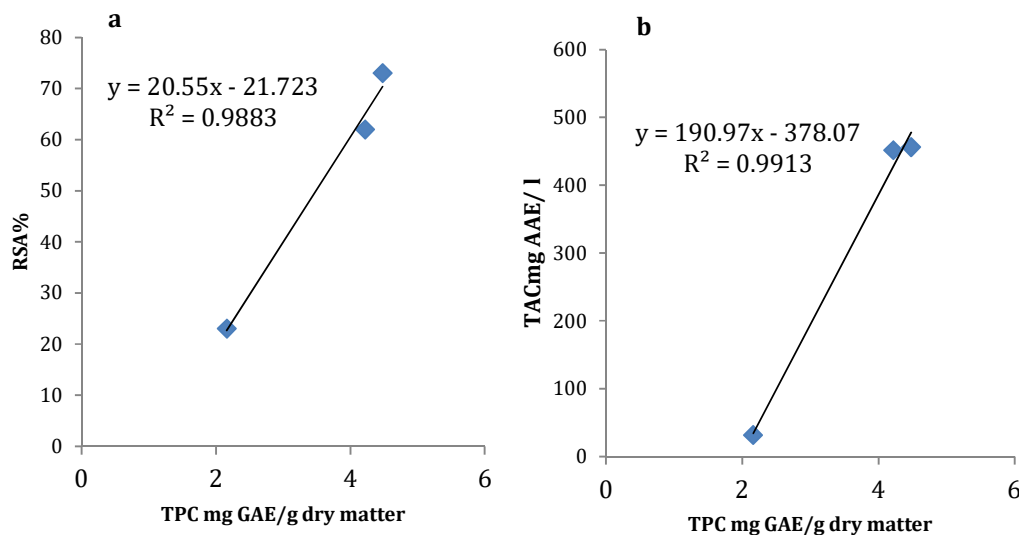 a
80
70
60
50
40
30
20
10
0
RSA%
y = 20.55x - 21.723
R² = 0.9883
0 2 4 6
TPC mg GAE/g dry matter
b
600
500
400
300
200
100
0
TACmg AAE/ l
y = 190.97x - 378.07
R² = 0.9913
0 2 4 6
TPC mg GAE/g dry matter